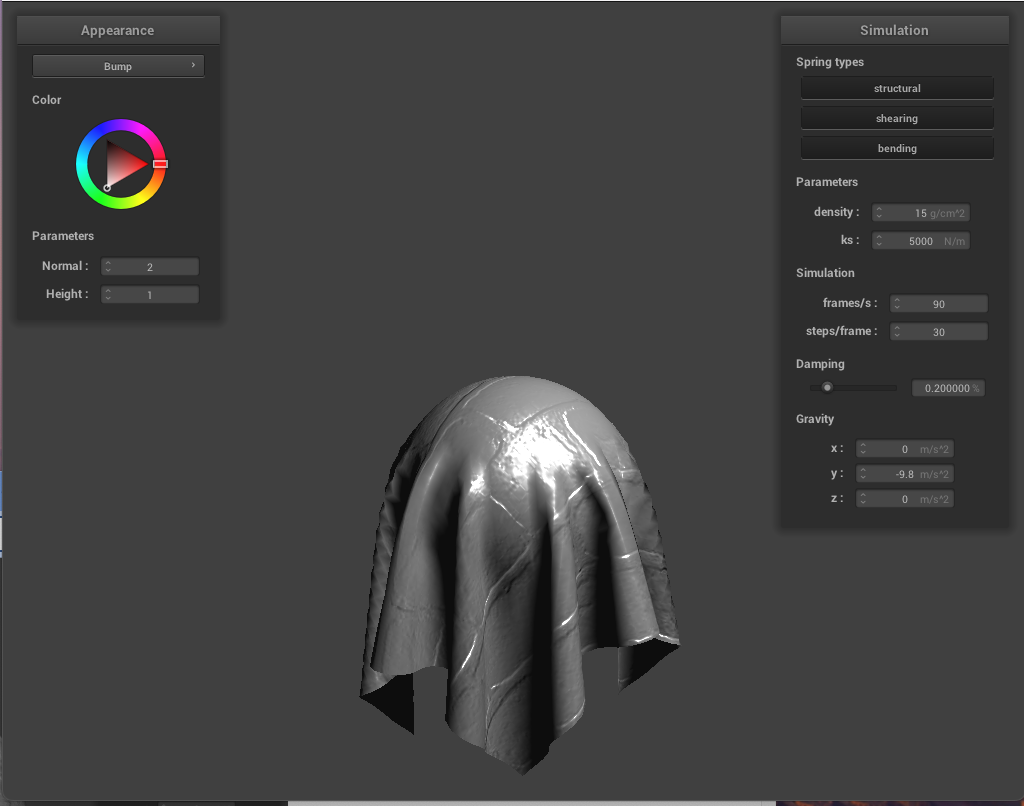 Appearance
Bump
Color
Parameters
Normal : 2
Height : 1
Simulation
Spring types
structural
shearing
bending
Parameters
density : 15 g/cm^2
ks : 5000 N/m
Simulation
frames/s : 90
steps/frame : 30
Damping
0.200000 %
Gravity
x : 0 m/s^2
y : -9.8 m/s^2
z : 0 m/s^2